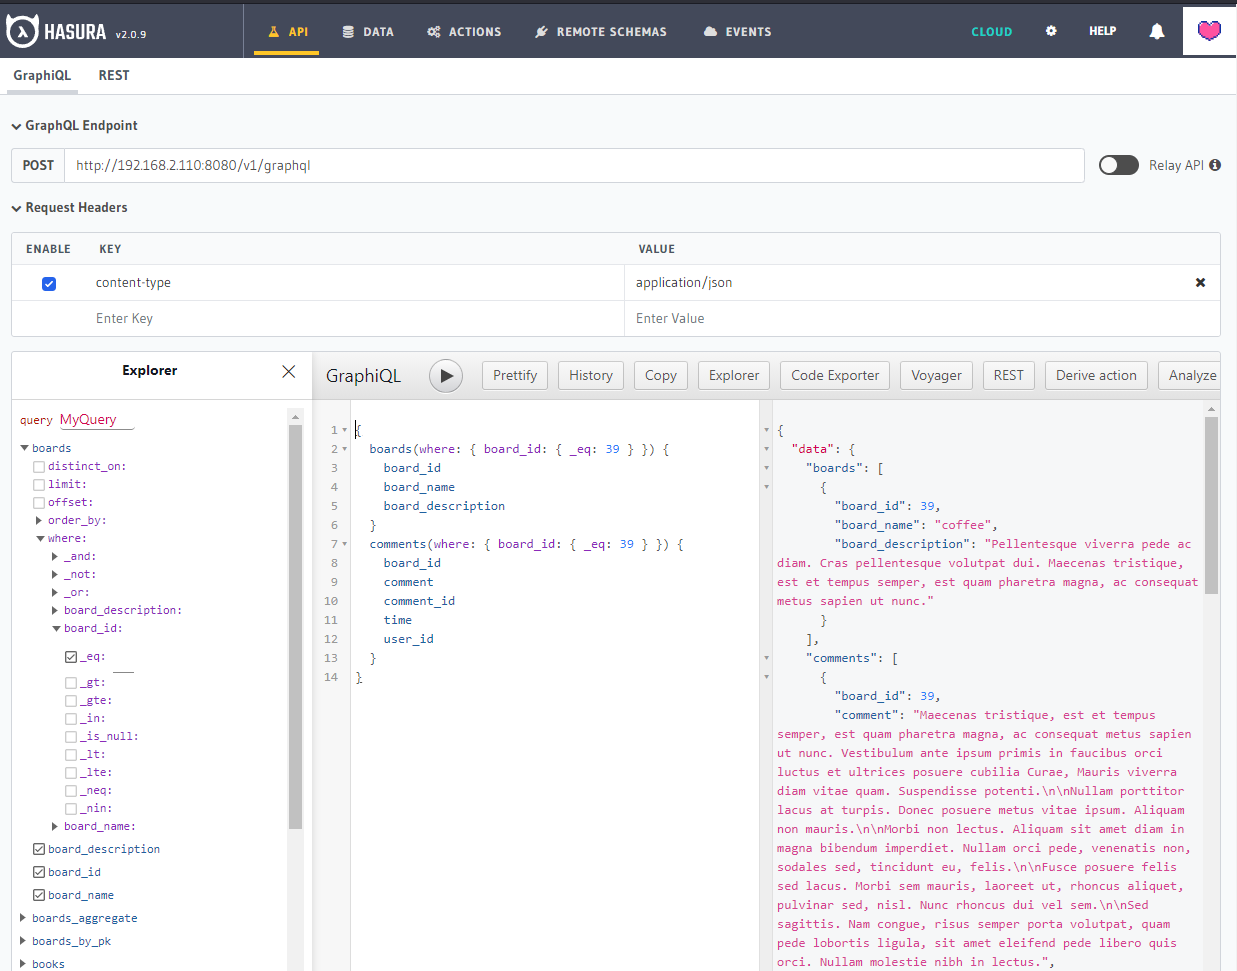 HASURA v2.0.9 API DATA ACTIONS REMOTE SCHEMAS EVENTS CLOUD HELP
GraphiQL REST
GraphQL Endpoint
POST http://192.168.2.110:8080/v1/graphql Relay API
Request Headers
ENABLE KEY VALUE
content-type application/json
Enter Key Enter Value
Explorer
GraphiQL Prettify History Copy Explorer Code Exporter Voyager REST Derive action Analyze
query MyQuery
boards
distinct_on:
limit:
offset:
order_by:
where:
_and:
_not:
_or:
board_description:
board_id:
_eq:
_gt:
_gte:
_in:
_is_null:
_lt:
_lte:
_neq:
_nin:
board_name:
board_description
board_id
board_name
boards_aggregate
boards_by_pk
books
1 {
2 boards(where: { board_id: { _eq: 39 } }) {
3 board_id
4 board_name
5 board_description
6 }
7 comments(where: { board_id: { _eq: 39 } }) {
8 board_id
9 comment
10 comment_id
11 time
12 user_id
13 }
14 }
{
"data": {
"boards": [
{
"board_id": 39,
"board_name": "coffee",
"board_description": "Pellentesque viverra pede ac
diam. Cras pellentesque volutpat dui. Maecenas tristique,
est et tempus semper, est quam pharetra magna, ac consequat
metus sapien ut nunc."
}
],
"comments": [
{
"board_id": 39,
"comment": "Maecenas tristique, est et tempus
semper, est quam pharetra magna, ac consequat metus sapien
ut nunc. Vestibulum ante ipsum primis in faucibus orci
luctus et ultrices posuere cubilia Curae, Mauris viverra
diam vitae quam. Suspendisse potenti.\n\nNullam porttitor
lacus at turpis. Donec posuere metus vitae ipsum. Aliquam
non mauris.\n\nMorbi non lectus. Aliquam sit amet diam in
magna bibendum imperdiet. Nullam orci pede, venenatis non,
sodales sed, tincidunt eu, felis.\n\nFusce posuere felis
sed lacus. Morbi sem mauris, laoreet ut, rhoncus aliquet,
pulvinar sed, nisl. Nunc rhoncus dui vel sem.\n\nSed
sagittis. Nam congue, risus semper porta volutpat, quam
pede lobortis ligula, sit amet eleifend pede libero quis
orci. Nullam molestie nibh in lectus.",